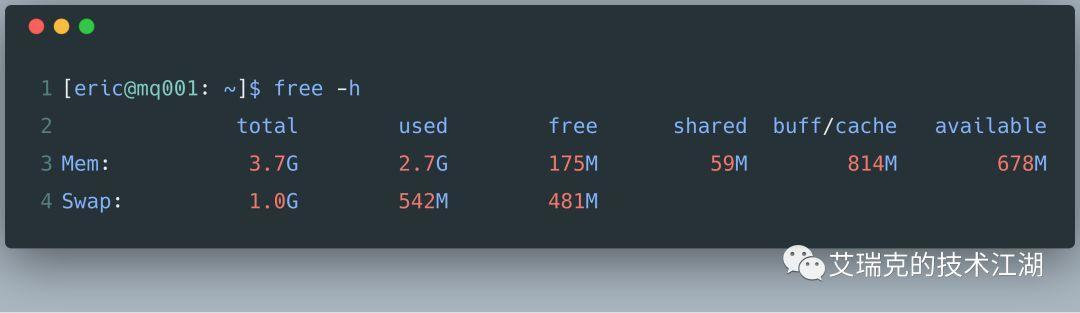 1 [eric@mq001: ~]$ free -h
2 total used free shared buff/cache available
3 Mem: 3.7G 2.7G 175M 59M 814M 678M
4 Swap: 1.0G 542M 481M
艾瑞克的技术江湖